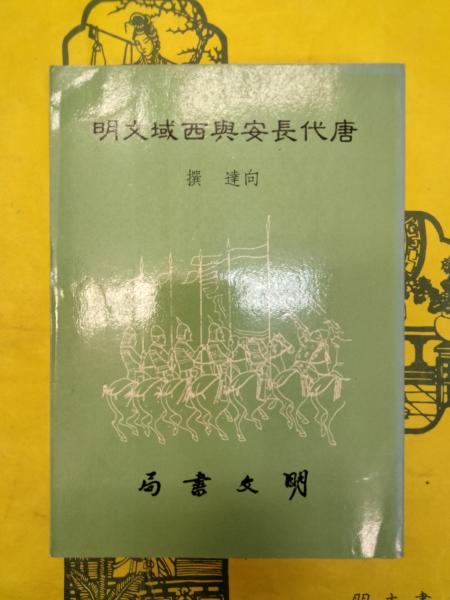 唐代長安與西域文明
向達 撰
明文書局